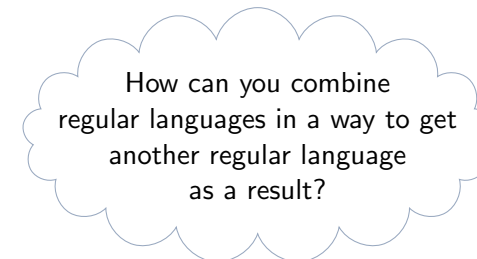 How can you combine
regular languages in a way to get
another regular language
as a result?